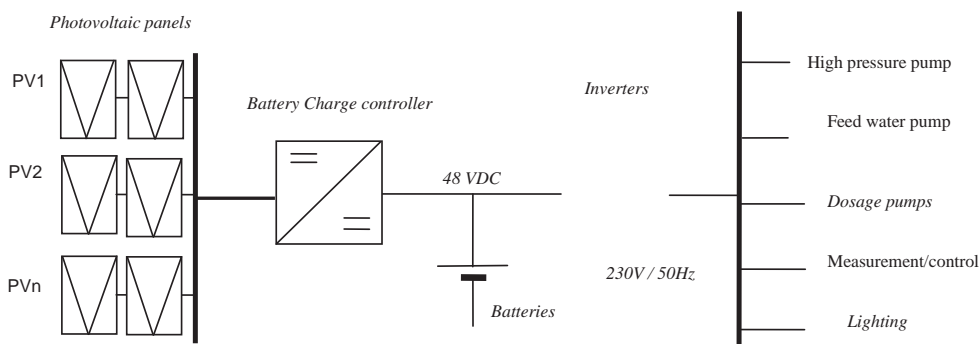 Photovoltaic panels
PV1
PV2
PVn
Battery Charge controller
48 VDC
Batteries
Inverters
230V / 50Hz
High pressure pump
Feed water pump
Dosage pumps
Measurement/control
Lighting